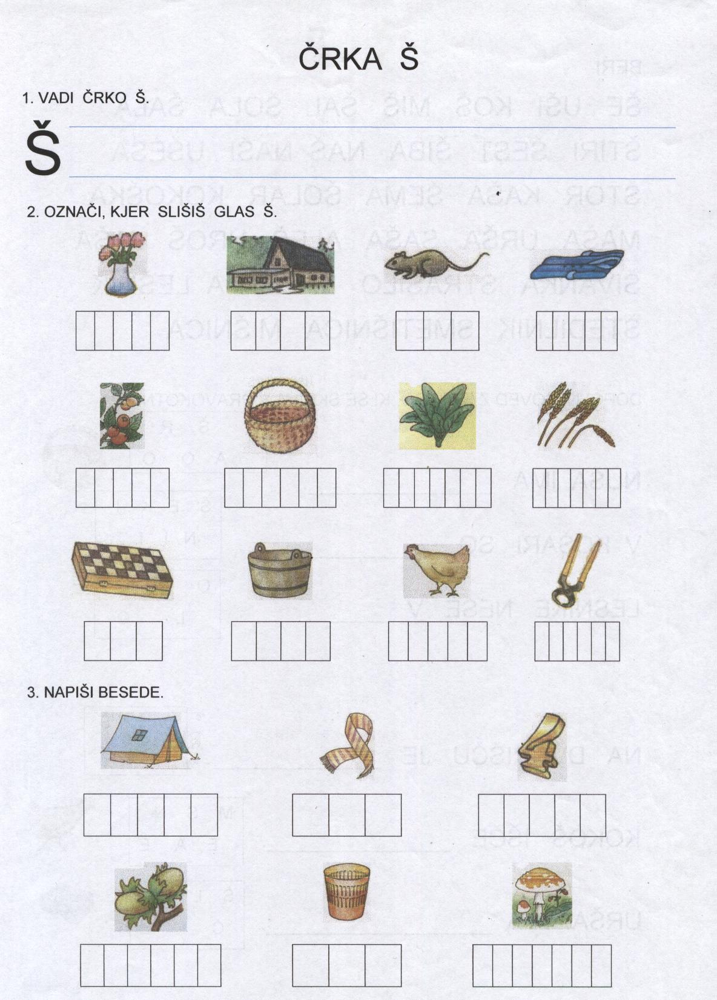 ČRKA Š
1. VADI ČRKO Š.
Š
2. OZNAČI, KJER SLIŠIŠ GLAS Š.
3. NAPIŠI BESEDE.